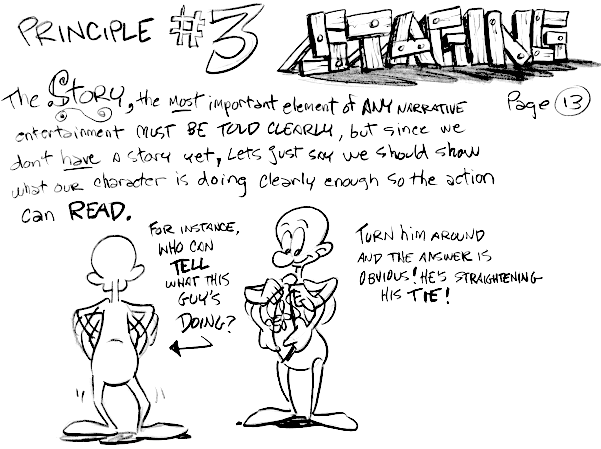 PRINCIPLE #3 STAGING
Page 13
The STORY, the most important element of ANY NARRATIVE
entertainment MUST BE TOLD CLEARLY, but since we
don't have a story yet, Lets just say we should show
what our character is doing clearly enough so the action
can READ.
FOR INSTANCE,
WHO CAN
TELL
WHAT THIS
GUY'S
DOING?
TURN him AROUND
AND THE ANSWER IS
OBVIOUS! HE'S STRAIGHTENING
HIS TIE!